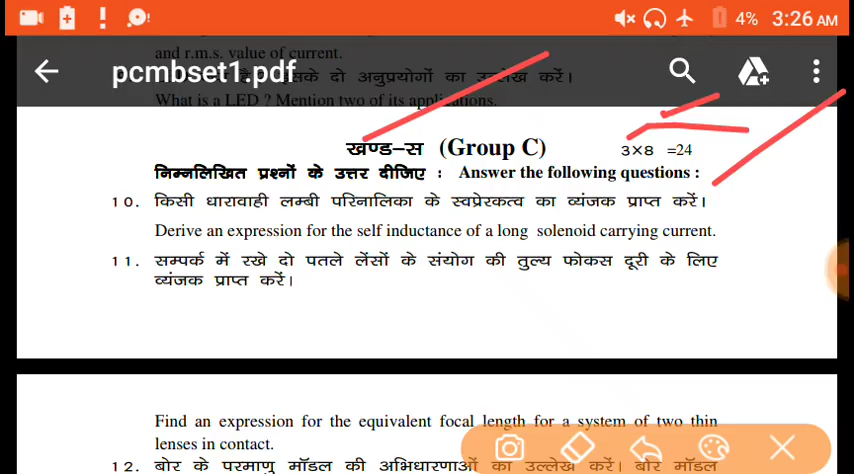 4% 3:26 AM
pcmbset1.pdf
and r.m.s. value of current.
के दो अनुप्रयोगों का उल्लेख करें।
What is a LED ? Mention two of its applications.
खण्ड–स (Group C) 3×8 =24
निम्नलिखित प्रश्नों के उत्तर दीजिए : Answer the following questions :
10. किसी धारावाही लम्बी परिनालिका के स्वप्रेरकत्व का व्यंजक प्राप्त करें।
Derive an expression for the self inductance of a long solenoid carrying current.
11. सम्पर्क में रखे दो पतले लेंसों के संयोग की तुल्य फोकस दूरी के लिए
व्यंजक प्राप्त करें।
Find an expression for the equivalent focal length for a system of two thin
lenses in contact.
12. बोर के परमाणु मॉडल की अभिधारणाओं का उल्लेख करें। बोर मॉडल